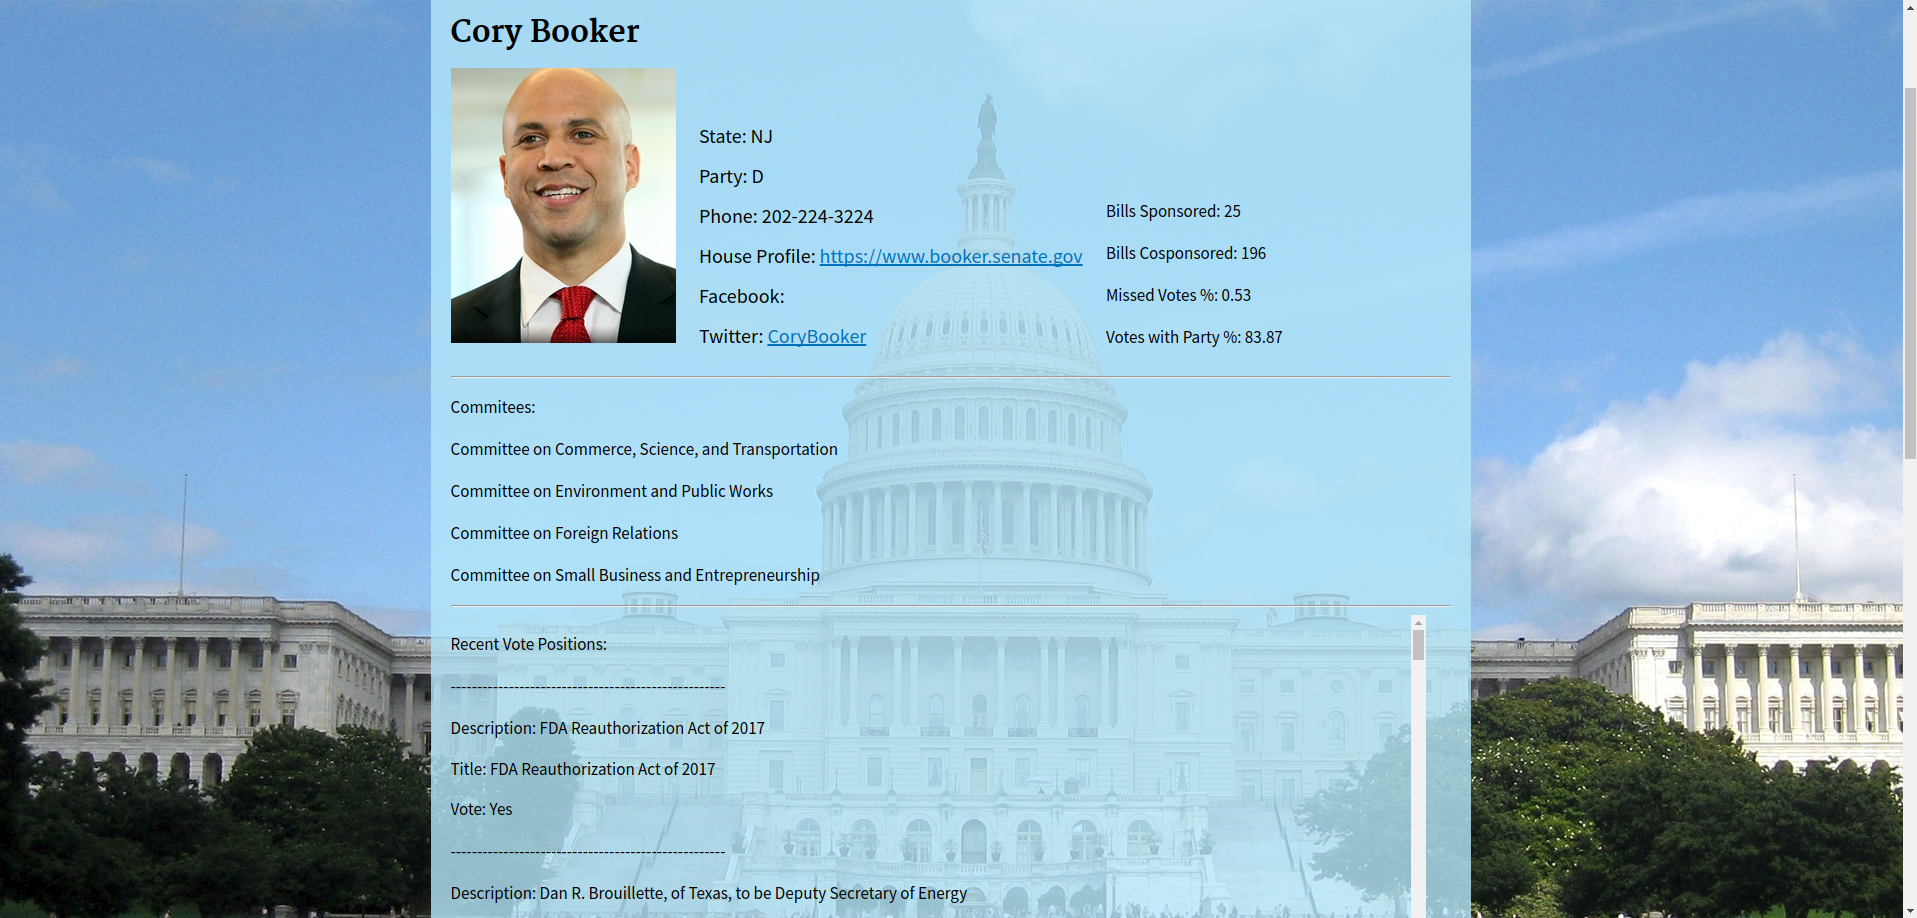 Cory Booker
State: NJ
Party: D
Phone: 202-224-3224
House Profile: https://www.booker.senate.gov
Facebook:
Twitter: CoryBooker
Bills Sponsored: 25
Bills Cosponsored: 196
Missed Votes %: 0.53
Votes with Party %: 83.87
Commitees:
Committee on Commerce, Science, and Transportation
Committee on Environment and Public Works
Committee on Foreign Relations
Committee on Small Business and Entrepreneurship
Recent Vote Positions:
----------------------------------------------------
Description: FDA Reauthorization Act of 2017
Title: FDA Reauthorization Act of 2017
Vote: Yes
----------------------------------------------------
Description: Dan R. Brouillette, of Texas, to be Deputy Secretary of Energy